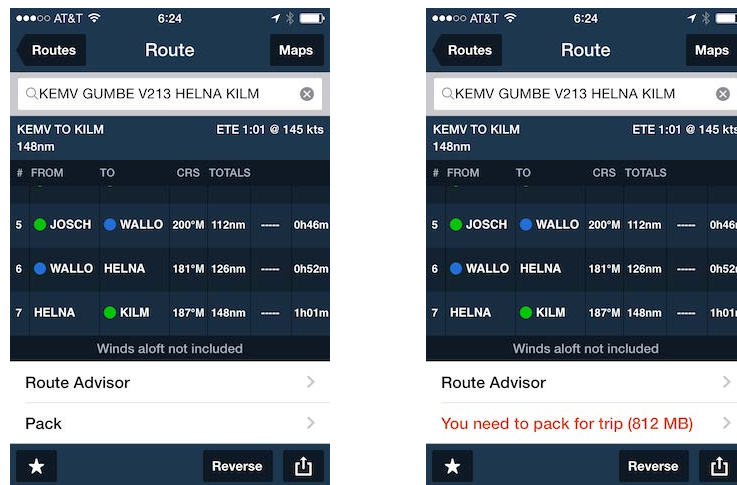 AT&T 6:24
Routes Route Maps
KEMV GUMBE V213 HELNA KILM
KEMV TO KILM ETE 1:01 @ 145 kts
148nm
# FROM TO CRS TOTALS
5 JOSCH WALLO 200°M 112nm ----- 0h46m
6 WALLO HELNA 181°M 126nm ----- 0h52m
7 HELNA KILM 187°M 148nm ----- 1h01m
Winds aloft not included
Route Advisor
Pack
Reverse
AT&T 6:24
Routes Route Maps
KEMV GUMBE V213 HELNA KILM
KEMV TO KILM ETE 1:01 @ 145 kts
148nm
# FROM TO CRS TOTALS
5 JOSCH WALLO 200°M 112nm ----- 0h46
6 WALLO HELNA 181°M 126nm ----- 0h52
7 HELNA KILM 187°M 148nm ----- 1h01
Winds aloft not included
Route Advisor
You need to pack for trip (812 MB)
Reverse